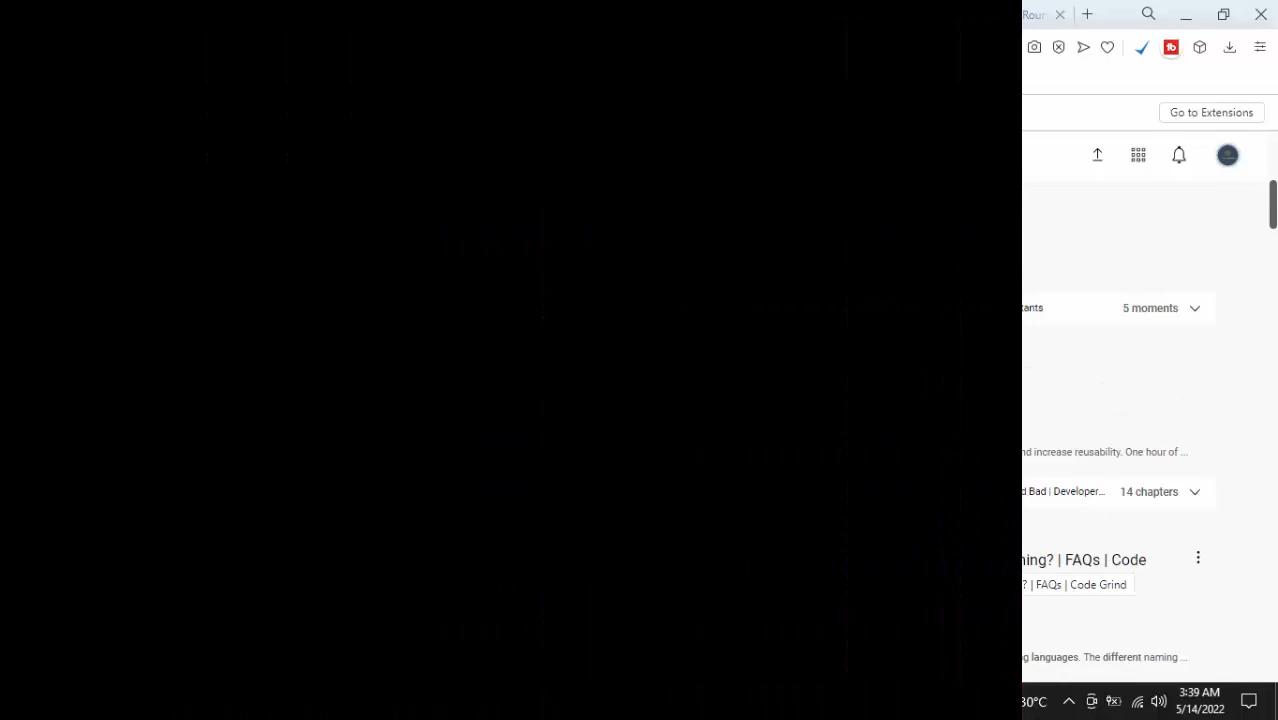 Rour
Go to Extensions
tants 5 moments
nd increase reusability. One hour of ...
d Bad | Developer... 14 chapters
ning? | FAQs | Code
? | FAQs | Code Grind
g languages. The different naming ...
30°C 3:39 AM
5/14/2022